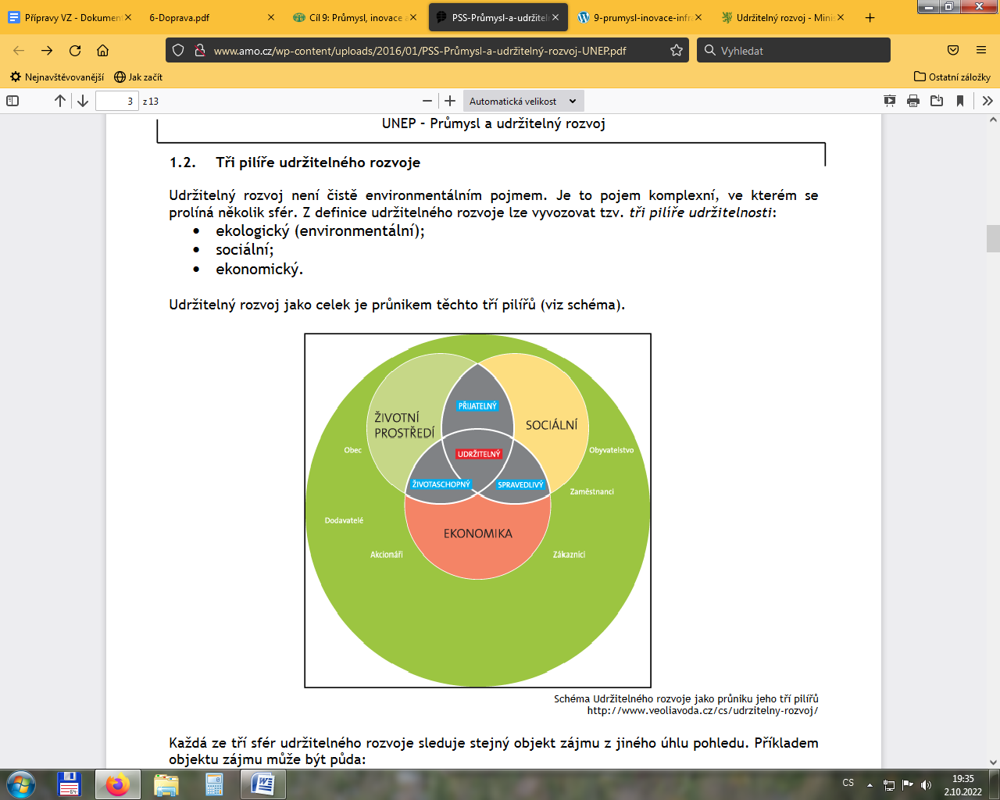 Přípravy VZ - Dokument
6-Doprava.pdf
Cíl 9: Průmysl, inovace a
PSS-Průmysl-a-udržiteln
9-prumysl-inovace-infra
Udržitelný rozvoj - Minis
www.amo.cz/wp-content/uploads/2016/01/PSS-Průmysl-a-udržitelný-rozvoj-UNEP.pdf
Vyhledat
Nejnavštěvovanější
Jak začít
Ostatní záložky
3
z 13
Automatická velikost
UNEP - Průmysl a udržitelný rozvoj
1.2. Tři pilíře udržitelného rozvoje
Udržitelný rozvoj není čistě environmentálním pojmem. Je to pojem komplexní, ve kterém se
prolíná několik sfér. Z definice udržitelného rozvoje lze vyvozovat tzv. tři pilíře udržitelnosti:
• ekologický (environmentální);
• sociální;
• ekonomický.
Udržitelný rozvoj jako celek je průnikem těchto tří pilířů (viz schéma).
PŘIJATELNÝ
ŽIVOTNÍ
PROSTŘEDÍ
SOCIÁLNÍ
Obec
UDRŽITELNÝ
Obyvatelstvo
ŽIVOTASCHOPNÝ
SPRAVEDLIVÝ
Zaměstnanci
Dodavatelé
EKONOMIKA
Akcionáři
Zákazníci
Schéma Udržitelného rozvoje jako průniku jeho tří pilířů
http://www.veoliavoda.cz/cs/udrzitelny-rozvoj/
Každá ze tří sfér udržitelného rozvoje sleduje stejný objekt zájmu z jiného úhlu pohledu. Příkladem
objektu zájmu může být půda:
64
CS
19:35
2.10.2022